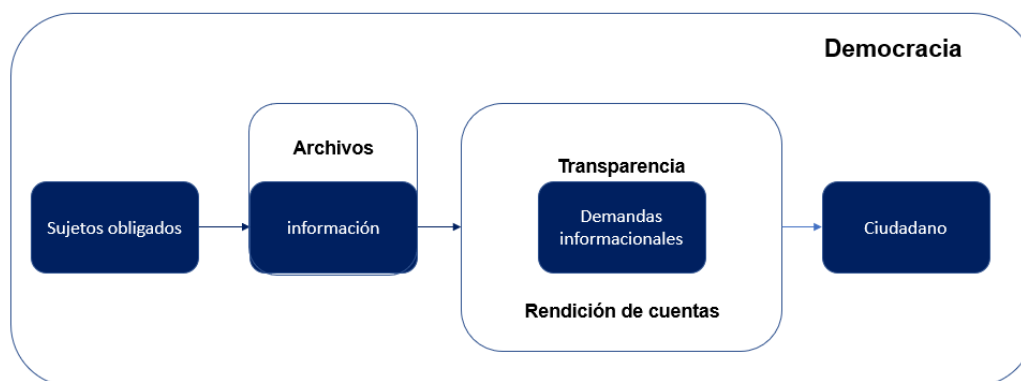 Democracia
Archivos
Transparencia
Sujetos obligados
información
Demandas
informacionales
Ciudadano
Rendición de cuentas